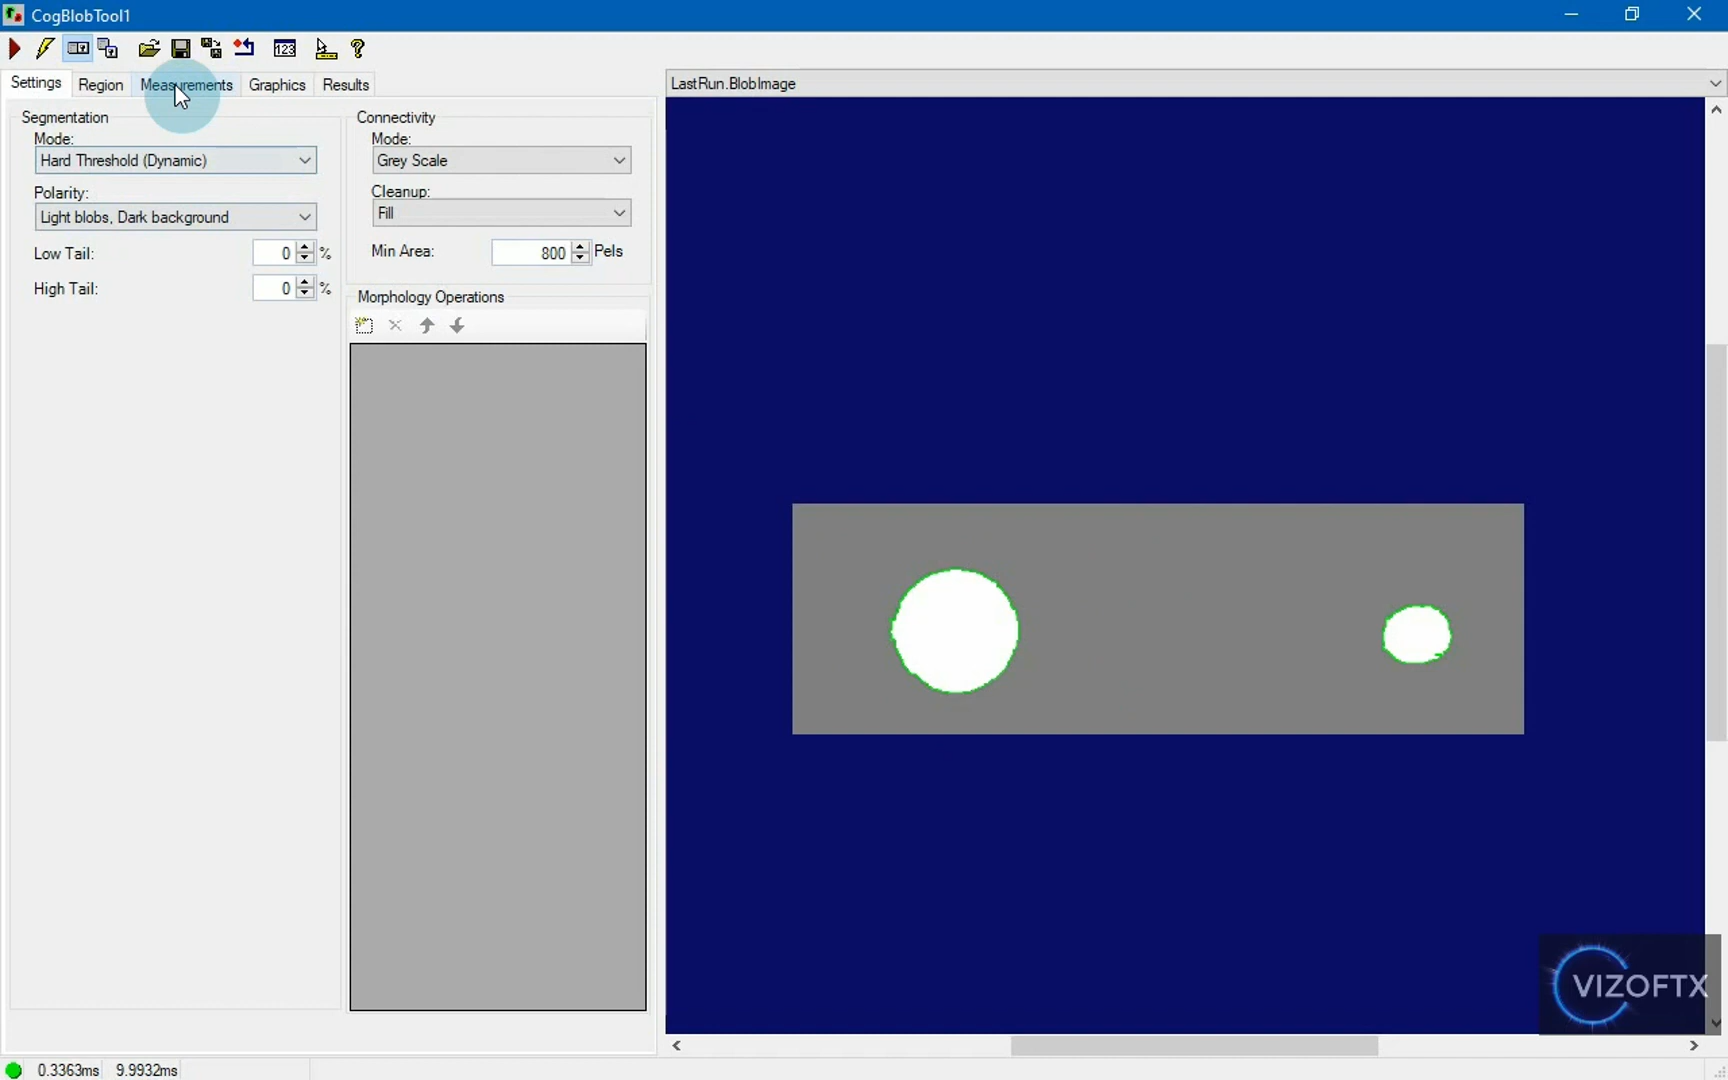 CogBlobTool1
123
Settings Region Measurements Graphics Results
LastRun.BlobImage
Segmentation
Mode:
Hard Threshold (Dynamic)
Polarity:
Light blobs, Dark background
Low Tail: 0 %
High Tail: 0 %
Connectivity
Mode:
Grey Scale
Cleanup:
Fill
Min Area: 800 Pels
Morphology Operations
VIZOFTX
0.3363ms 9.9932ms